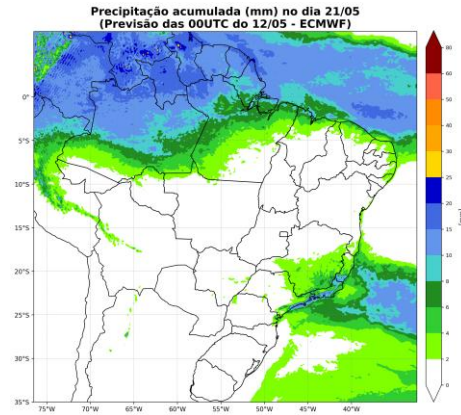 Precipitação acumulada (mm) no dia 21/05
(Previsão das 00UTC do 12/05 - ECMWF)
0°
5°S
10°S
15°S
20°S
25°S
30°S
35°S
75°W 70°W 65°W 60°W 55°W 50°W 45°W 40°W
80
60
50
40
30
25
20
15
10
8
6
4
2
0